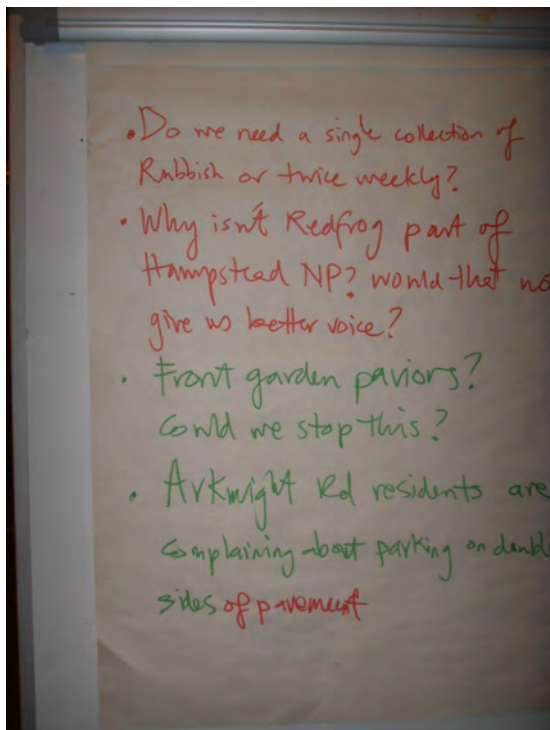 • Do we need a single collection of
Rubbish or twice weekly?
• Why isn't Redfrog part of
Hampstead NP? would that no
give us better voice?
• Front garden paviors?
Could we stop this?
• Arkwright Rd residents are
complaining about parking on doubl
sides of pavement